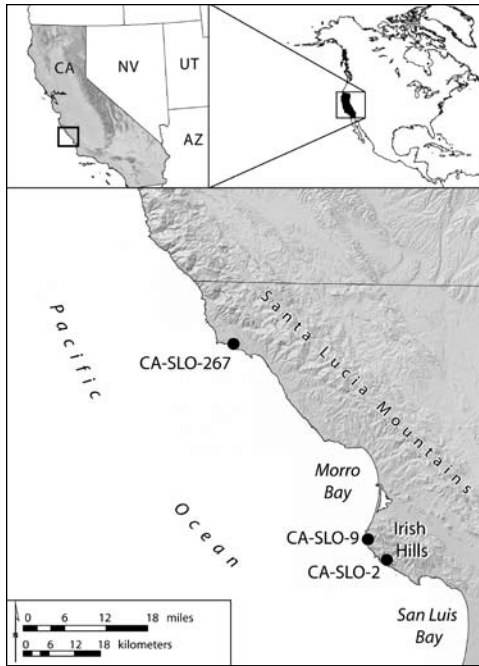 CA
NV
UT
AZ
Pacific
Ocean
Santa Lucia Mountains
CA-SLO-267
Morro
Bay
CA-SLO-9
Irish
Hills
CA-SLO-2
San Luis
Bay
0 6 12 18 miles
0 6 12 18 kilometers